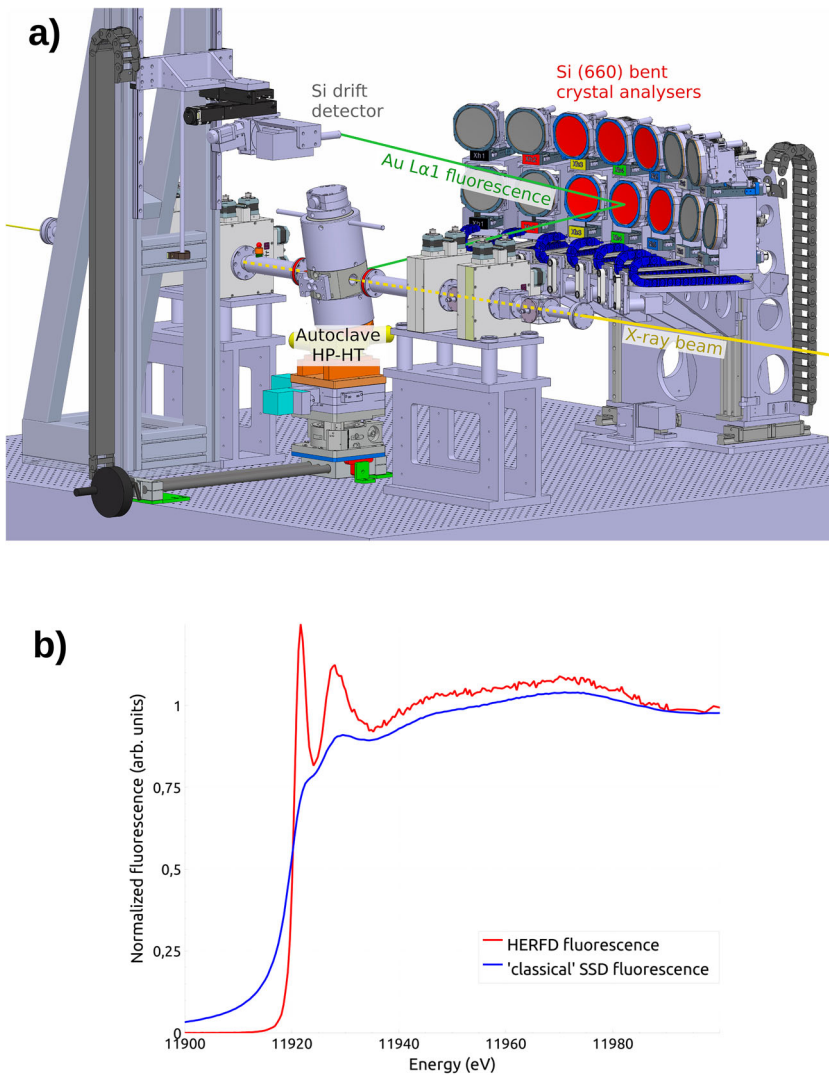 a)
Si drift
detector
Si (660) bent
crystal analysers
Au Lα1 fluorescence
Xh1
Autoclave
HP-HT
X-ray beam
b)
Normalized fluorescence (arb. units)
1
0,75
0,5
0,25
0
HERFD fluorescence
'classical' SSD fluorescence
11900
11920
11940
11960
11980
Energy (eV)